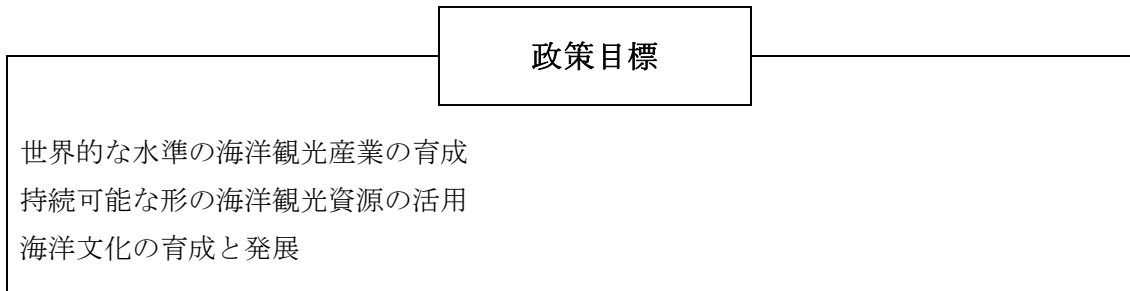 政策目標
世界的な水準の海洋観光産業の育成
持続可能な形の海洋観光資源の活用
海洋文化の育成と発展